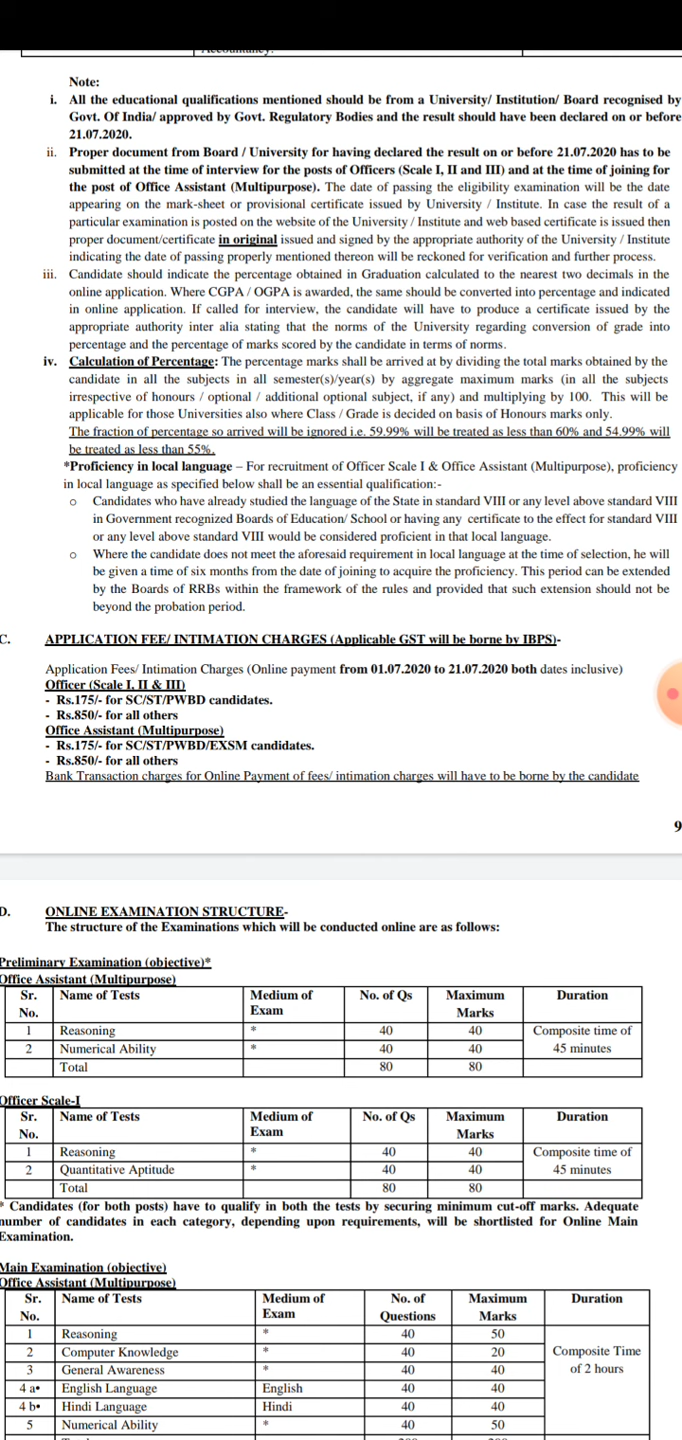 Note:
i. All the educational qualifications mentioned should be from a University/ Institution/ Board recognised by
Govt. Of India/ approved by Govt. Regulatory Bodies and the result should have been declared on or before
21.07.2020.
ii. Proper document from Board / University for having declared the result on or before 21.07.2020 has to be
submitted at the time of interview for the posts of Officers (Scale I, II and III) and at the time of joining for
the post of Office Assistant (Multipurpose). The date of passing the eligibility examination will be the date
appearing on the mark-sheet or provisional certificate issued by University / Institute. In case the result of a
particular examination is posted on the website of the University / Institute and web based certificate is issued then
proper document/certificate in original issued and signed by the appropriate authority of the University / Institute
indicating the date of passing properly mentioned thereon will be reckoned for verification and further process.
iii. Candidate should indicate the percentage obtained in Graduation calculated to the nearest two decimals in the
online application. Where CGPA / OGPA is awarded, the same should be converted into percentage and indicated
in online application. If called for interview, the candidate will have to produce a certificate issued by the
appropriate authority inter alia stating that the norms of the University regarding conversion of grade into
percentage and the percentage of marks scored by the candidate in terms of norms.
iv. Calculation of Percentage: The percentage marks shall be arrived at by dividing the total marks obtained by the
candidate in all the subjects in all semester(s)/year(s) by aggregate maximum marks (in all the subjects
irrespective of honours / optional / additional optional subject, if any) and multiplying by 100. This will be
applicable for those Universities also where Class / Grade is decided on basis of Honours marks only.
The fraction of percentage so arrived will be ignored i.e. 59.99% will be treated as less than 60% and 54.99% will
be treated as less than 55%.
*Proficiency in local language – For recruitment of Officer Scale I & Office Assistant (Multipurpose), proficiency
in local language as specified below shall be an essential qualification:-
o Candidates who have already studied the language of the State in standard VIII or any level above standard VIII
in Government recognized Boards of Education/ School or having any certificate to the effect for standard VIII
or any level above standard VIII would be considered proficient in that local language.
o Where the candidate does not meet the aforesaid requirement in local language at the time of selection, he will
be given a time of six months from the date of joining to acquire the proficiency. This period can be extended
by the Boards of RRBs within the framework of the rules and provided that such extension should not be
beyond the probation period.
C. APPLICATION FEE/ INTIMATION CHARGES (Applicable GST will be borne by IBPS)-
Application Fees/ Intimation Charges (Online payment from 01.07.2020 to 21.07.2020 both dates inclusive)
Officer (Scale I, II & III)
- Rs.175/- for SC/ST/PWBD candidates.
- Rs.850/- for all others
Office Assistant (Multipurpose)
- Rs.175/- for SC/ST/PWBD/EXSM candidates.
- Rs.850/- for all others
Bank Transaction charges for Online Payment of fees/ intimation charges will have to be borne by the candidate
9
D. ONLINE EXAMINATION STRUCTURE-
The structure of the Examinations which will be conducted online are as follows:
Preliminary Examination (objective)*
Office Assistant (Multipurpose)
Sr. No. Name of Tests Medium of Exam No. of Qs Maximum Marks Duration
1 Reasoning * 40 40 Composite time of
2 Numerical Ability * 40 40 45 minutes
Total 80 80
Officer Scale-I
Sr. No. Name of Tests Medium of Exam No. of Qs Maximum Marks Duration
1 Reasoning * 40 40 Composite time of
2 Quantitative Aptitude * 40 40 45 minutes
Total 80 80
* Candidates (for both posts) have to qualify in both the tests by securing minimum cut-off marks. Adequate
number of candidates in each category, depending upon requirements, will be shortlisted for Online Main
Examination.
Main Examination (objective)
Office Assistant (Multipurpose)
Sr. No. Name of Tests Medium of Exam No. of Questions Maximum Marks Duration
1 Reasoning * 40 50
2 Computer Knowledge * 40 20 Composite Time
3 General Awareness * 40 40 of 2 hours
4 a• English Language English 40 40
4 b• Hindi Language Hindi 40 40
5 Numerical Ability * 40 50